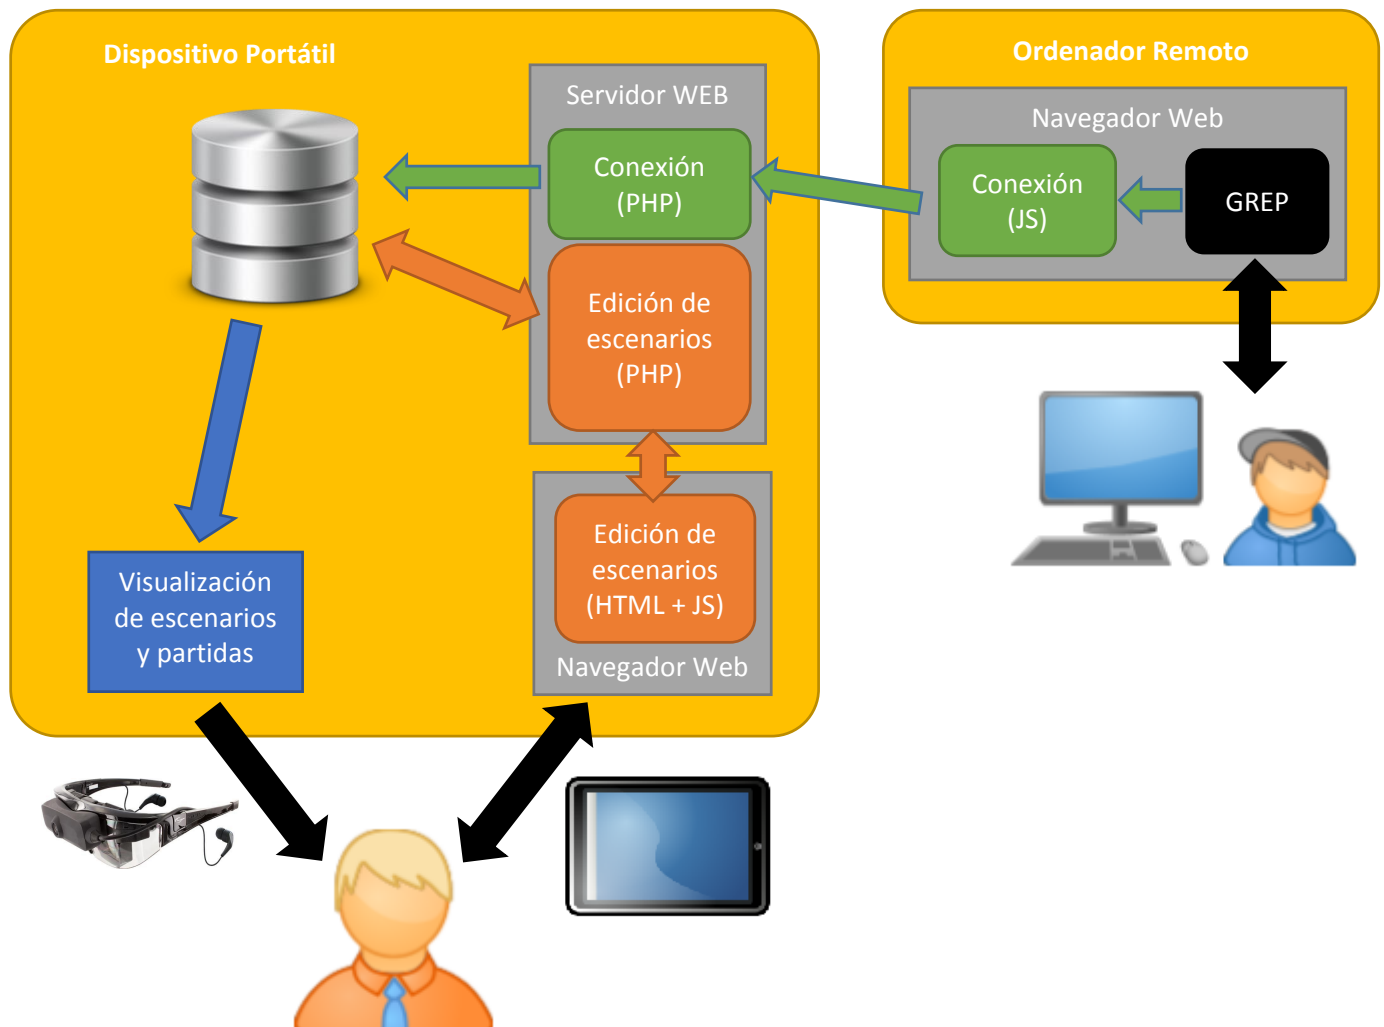 Dispositivo Portátil
Servidor WEB
Conexión
(PHP)
Edición de
escenarios
(PHP)
Edición de
escenarios
(HTML + JS)
Navegador Web
Visualización
de escenarios
y partidas
Ordenador Remoto
Navegador Web
Conexión
(JS)
GREP